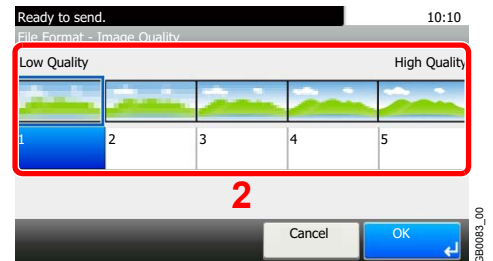 Ready to send. 10:10
File Format - Image Quality
Low Quality High Quality
1 2 3 4 5
2
Cancel OK
GB0083_00